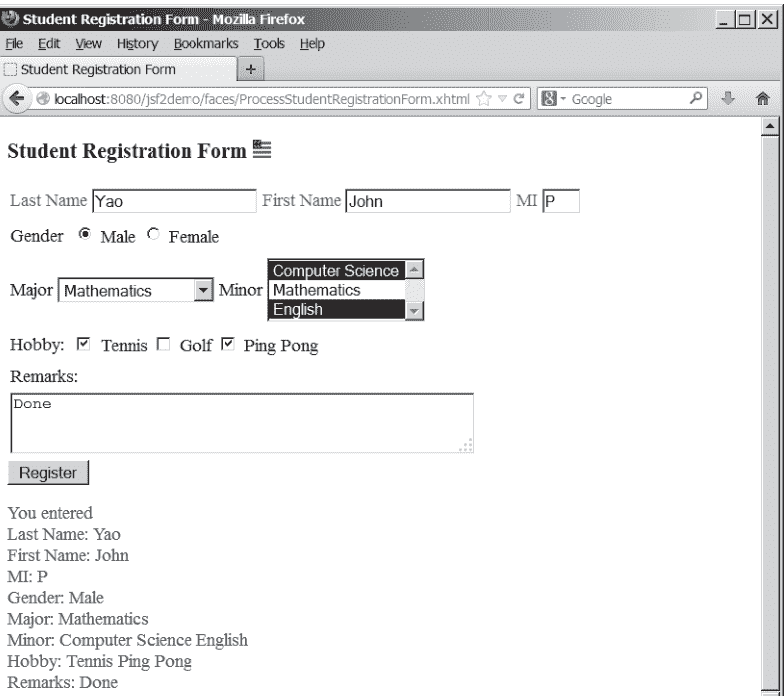 Student Registration Form - Mozilla Firefox
File Edit View History Bookmarks Tools Help
Student Registration Form +
localhost:8080/jsf2demo/faces/ProcessStudentRegistrationForm.xhtml Google
Student Registration Form
Last Name Yao First Name John MI P
Gender Male Female
Major Mathematics Minor Computer Science
Mathematics
English
Hobby: Tennis Golf Ping Pong
Remarks:
Done
Register
You entered
Last Name: Yao
First Name: John
MI: P
Gender: Male
Major: Mathematics
Minor: Computer Science English
Hobby: Tennis Ping Pong
Remarks: Done